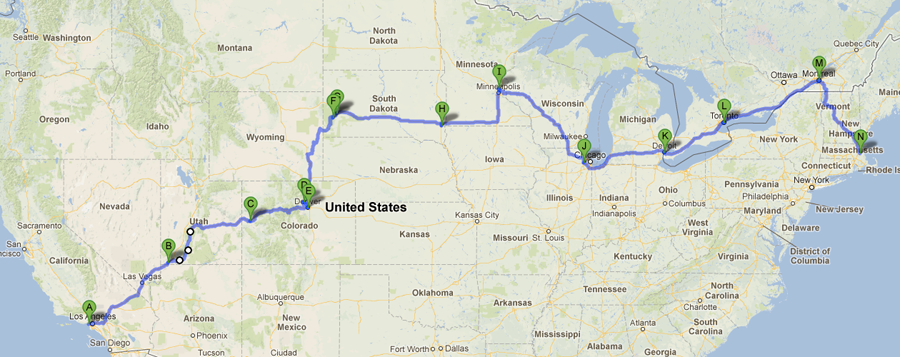 Seattle
Washington
Portland
Oregon
Idaho
Montana
North
Dakota
South
Dakota
Wyoming
Nebraska
Minnesota
Minneapolis
Wisconsin
Milwaukee
Michigan
Iowa
Chicago
Detroit
Toronto
Ottawa
Montreal
Quebec City
Vermont
New
Hampshire
Massachusetts
Rhode Is
Connecticut
New York
New York
Pennsylvania
Philadelphia
New Jersey
Maryland
Delaware
District of
Columbia
Ohio
Columbus
Indiana
Indianapolis
Illinois
West
Virginia
Virginia
Kentucky
Tennessee
North
Carolina
Charlotte
South
Carolina
Atlanta
Georgia
Alabama
Mississippi
Arkansas
Missouri
St. Louis
Kansas City
Kansas
Oklahoma
Dallas
Fort Worth
United States
Denver
Colorado
Utah
Nevada
Sacramento
San
Francisco
California
Las Vegas
Los Angeles
San Diego
Arizona
Phoenix
Tucson
Albuquerque
New
Mexico
A
B
C
D
E
F
G
H
I
J
K
L
M
N